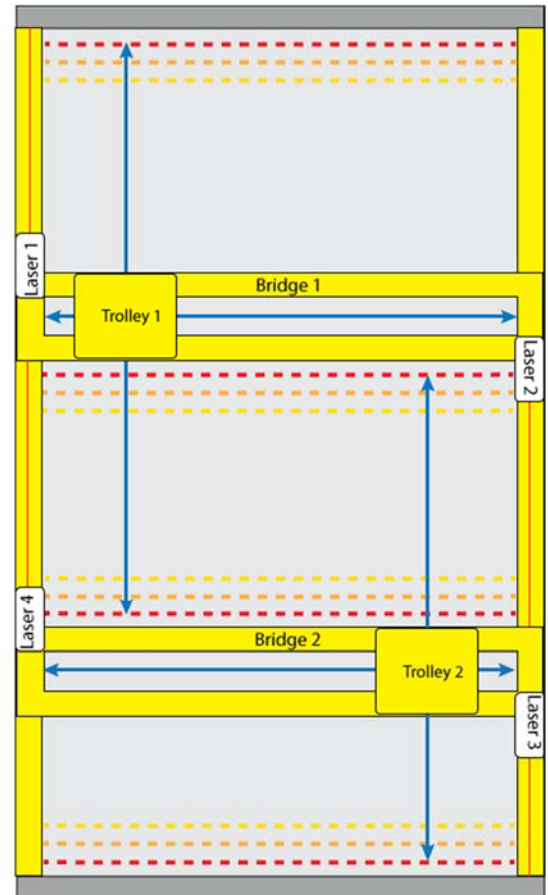 Laser 1
Bridge 1
Trolley 1
Laser 2
Laser 4
Bridge 2
Trolley 2
Laser 3